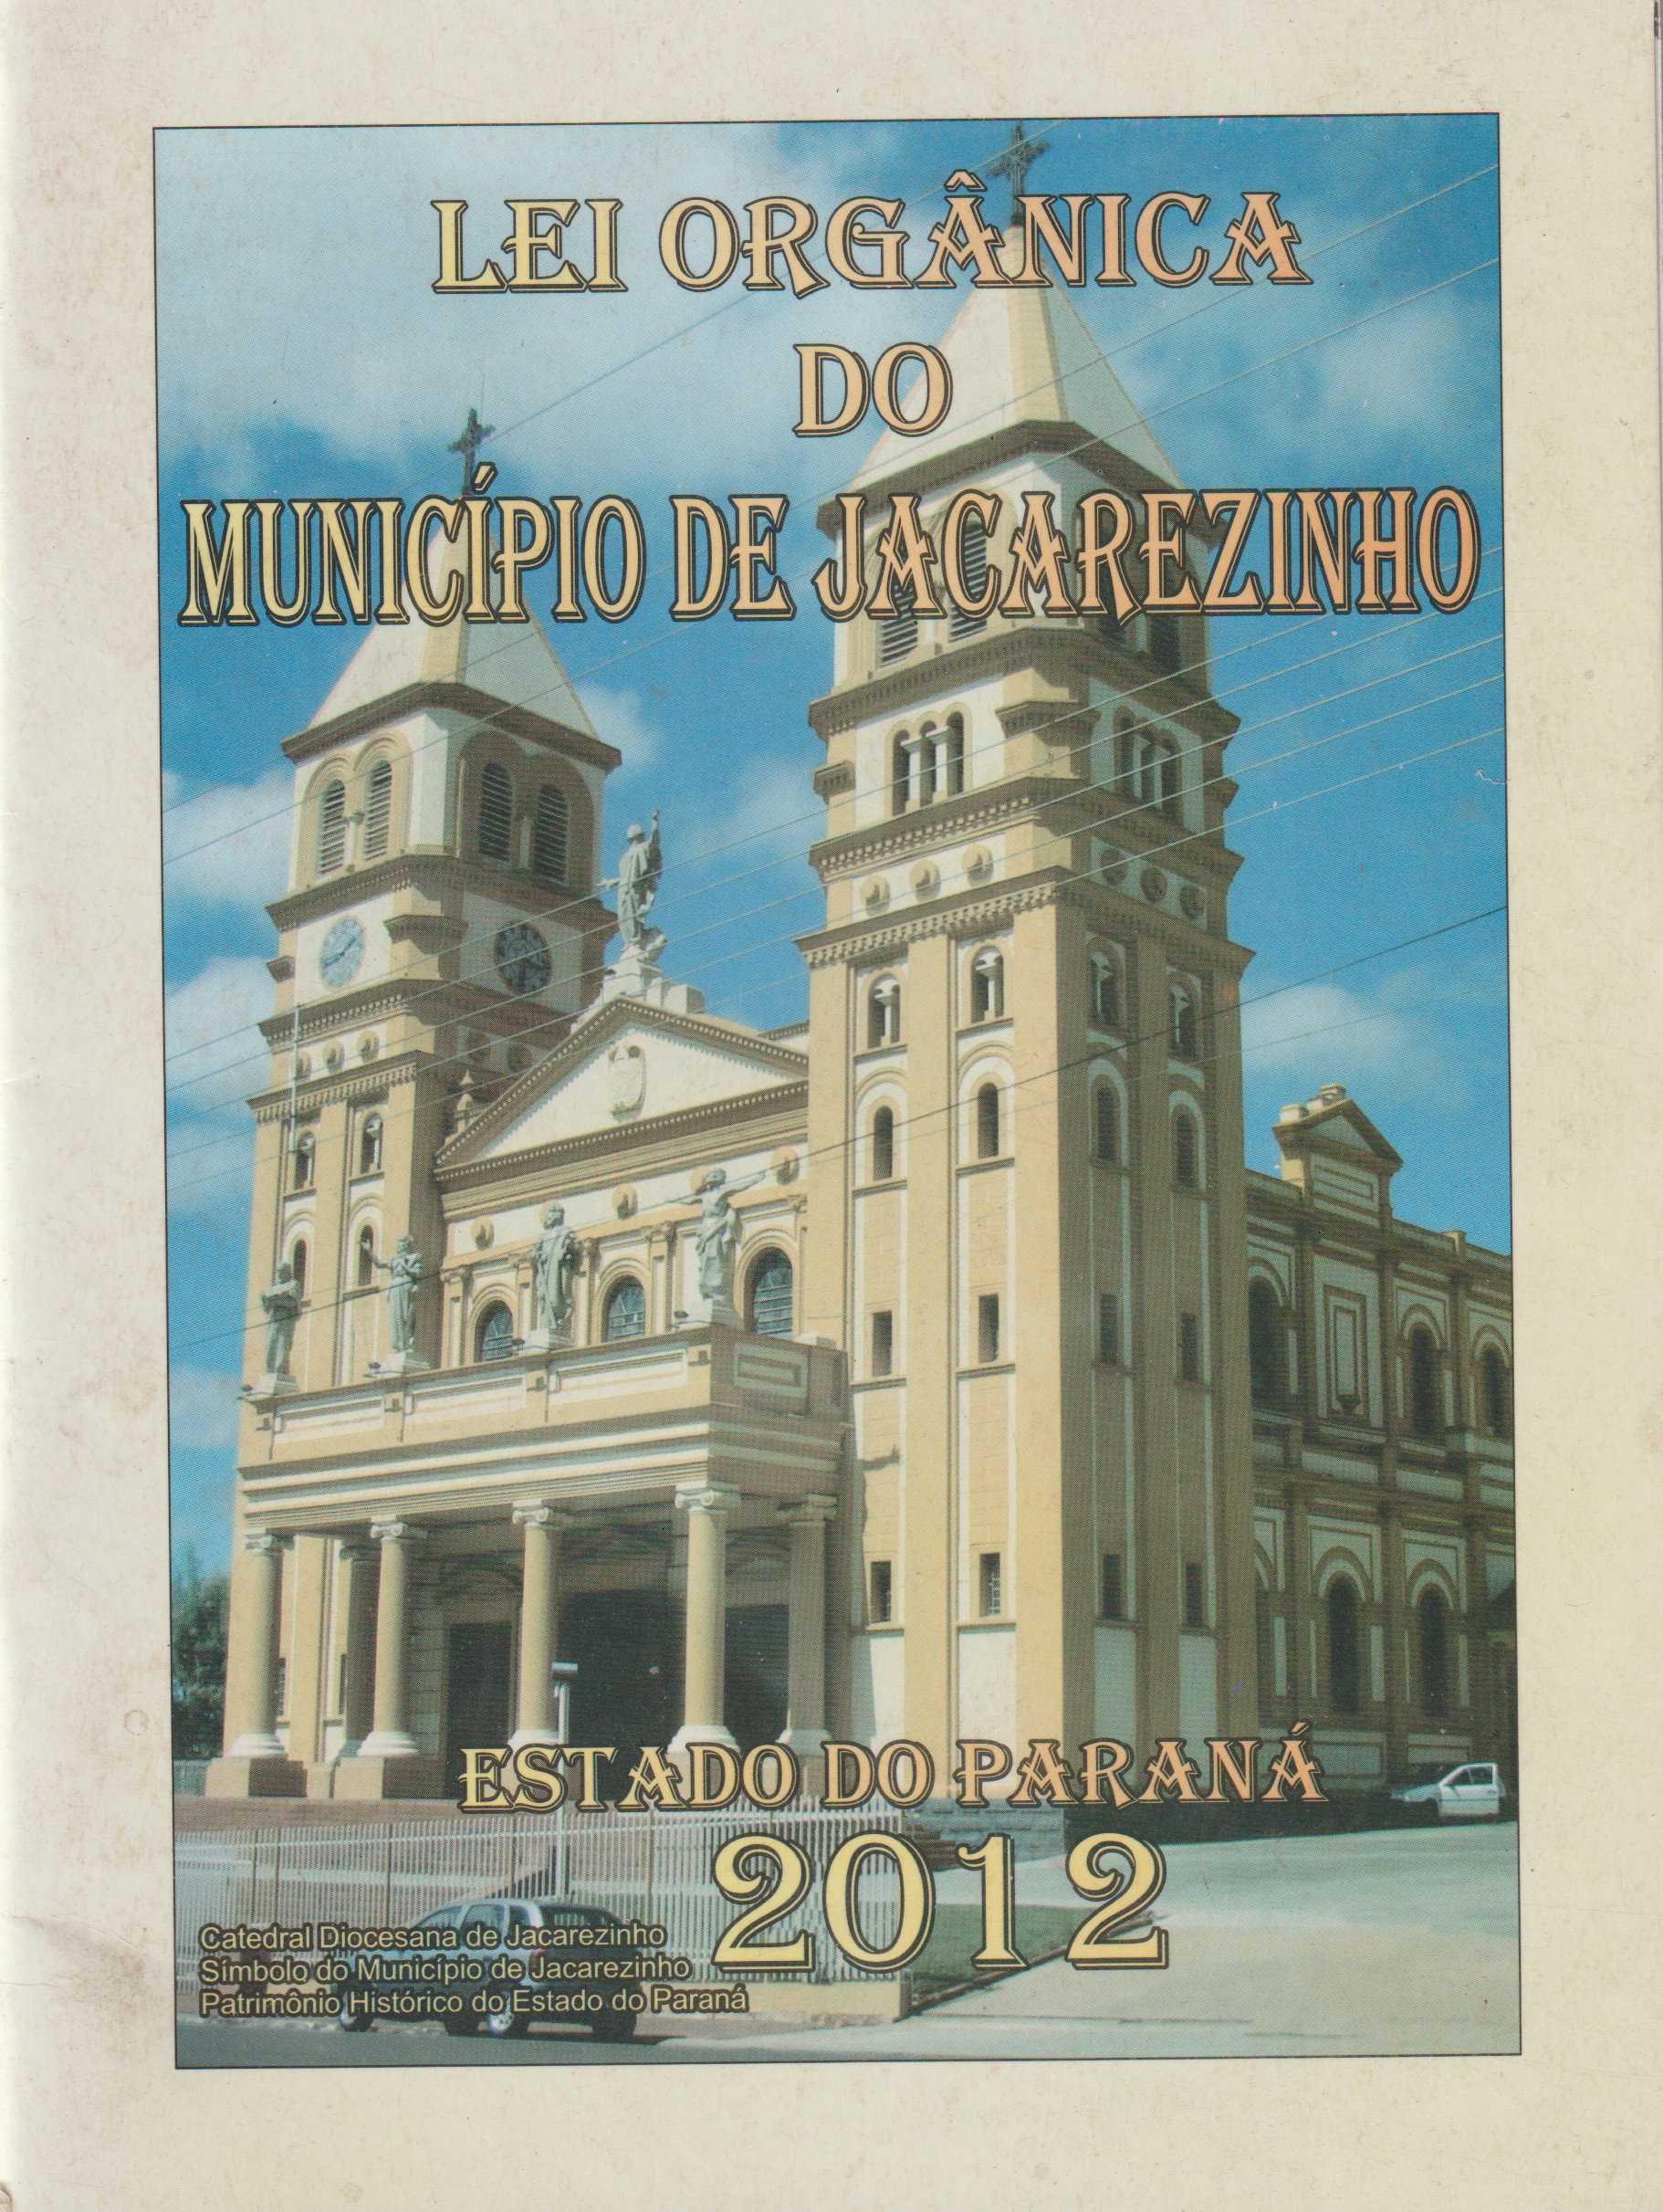 LEI ORGÂNICA
DO
MUNICÍPIO DE JACAREZINHO
ESTADO DO PARANÁ
2012
Catedral Diocesana de Jacarezinho
Símbolo do Município de Jacarezinho
Patrimônio Histórico do Estado do Paraná